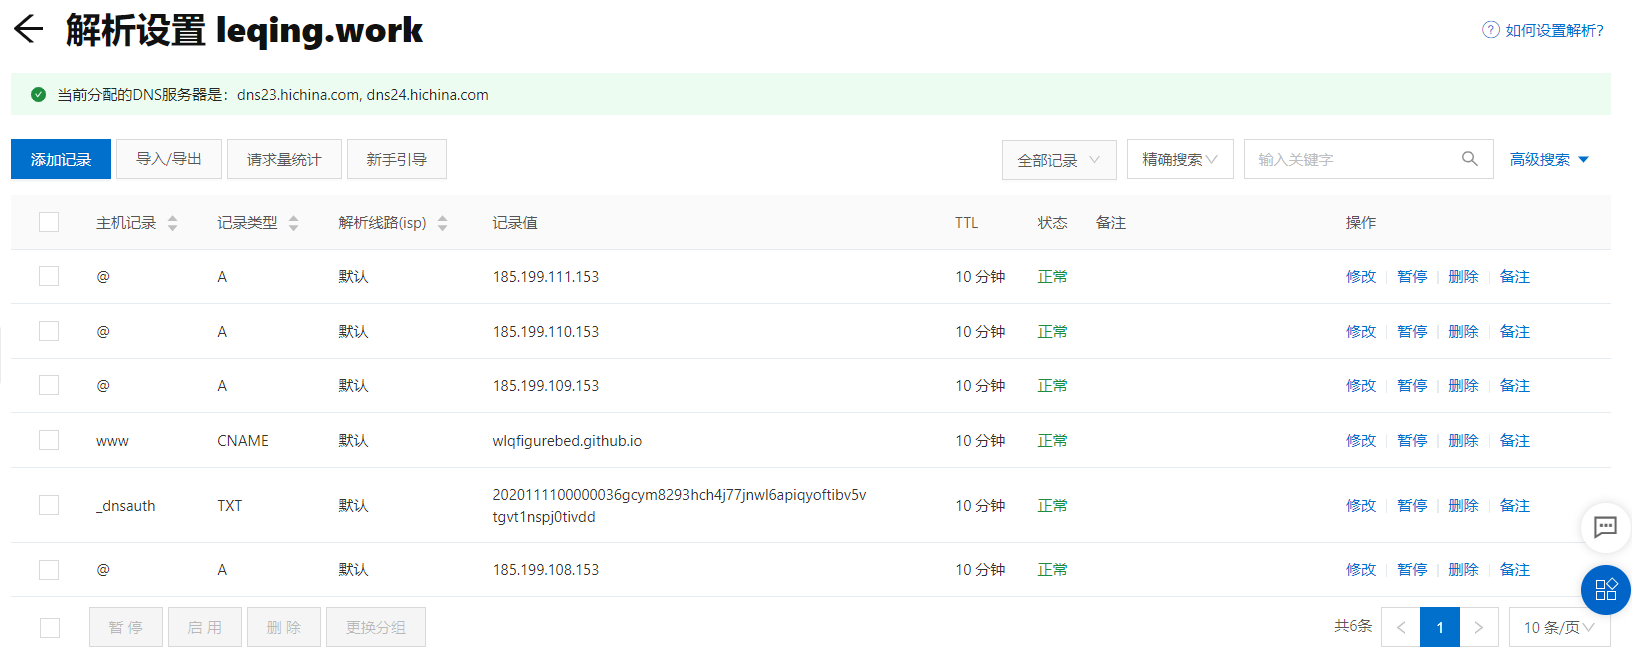 解析设置 leqing.work
如何设置解析?
当前分配的DNS服务器是：dns23.hichina.com, dns24.hichina.com
添加记录 导入/导出 请求量统计 新手引导 全部记录 精确搜索 输入关键字 高级搜索
主机记录 记录类型 解析线路(isp) 记录值 TTL 状态 备注 操作
@ A 默认 185.199.111.153 10 分钟 正常 修改 暂停 删除 备注
@ A 默认 185.199.110.153 10 分钟 正常 修改 暂停 删除 备注
@ A 默认 185.199.109.153 10 分钟 正常 修改 暂停 删除 备注
www CNAME 默认 wlqfigurebed.github.io 10 分钟 正常 修改 暂停 删除 备注
_dnsauth TXT 默认 2020111100000036gcym8293hch4j77jnwl6apiqyoftibv5v
tgvt1nspj0tivdd 10 分钟 正常 修改 暂停 删除 备注
@ A 默认 185.199.108.153 10 分钟 正常 修改 暂停 删除 备注
暂停 启用 删除 更换分组 共6条 < 1 > 10 条/页